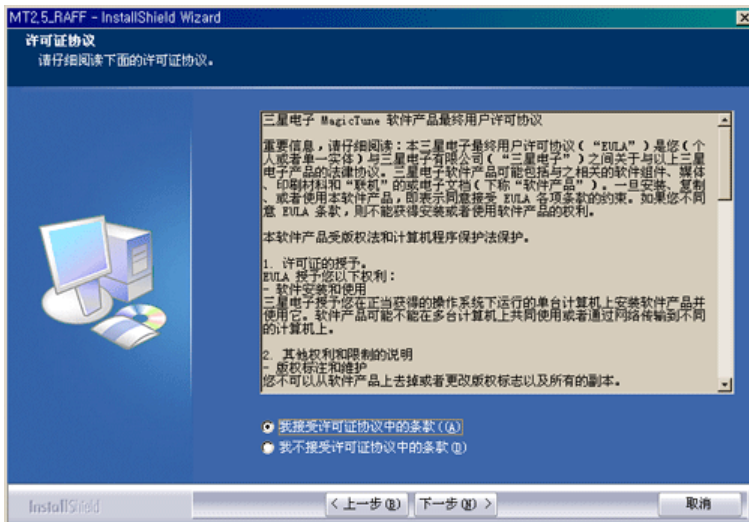 MT2,5_RAFF - InstallShield Wizard
许可证协议
请仔细阅读下面的许可证协议。
三星电子 MagicTune 软件产品最终用户许可协议
重要信息，请仔细阅读：本三星电子最终用户许可协议（“EULA”）是您（个
人或者单一实体）与三星电子有限公司（“三星电子”）之间关于与以上三星
电子产品的法律协议。三星电子软件产品可能包括与之相关的软件组件、媒体
、印刷材料和“联机”的或电子文档（下称“软件产品”）。一旦安装、复制
、或者使用本软件产品，即表示同意接受 EULA 各项条款的约束。如果您不同
意 EULA 条款，则不能获得安装或者使用软件产品的权利。
本软件产品受版权法和计算机程序保护法保护。
1. 许可证的授予。
EULA 授予您以下权利：
- 软件安装和使用
三星电子授予您在正当获得的操作系统下运行的单台计算机上安装软件产品并
使用它。软件产品可能不能在多台计算机上共同使用或者通过网络传输到不同
的计算机上。
2. 其他权利和限制的说明
- 版权标注和维护
您不可以从软件产品上去掉或者更改版权标志以及所有的副本。
我接受许可证协议中的条款((A)
我不接受许可证协议中的条款(D)
InstallShield
< 上一步(B) 下一步(N) > 取消